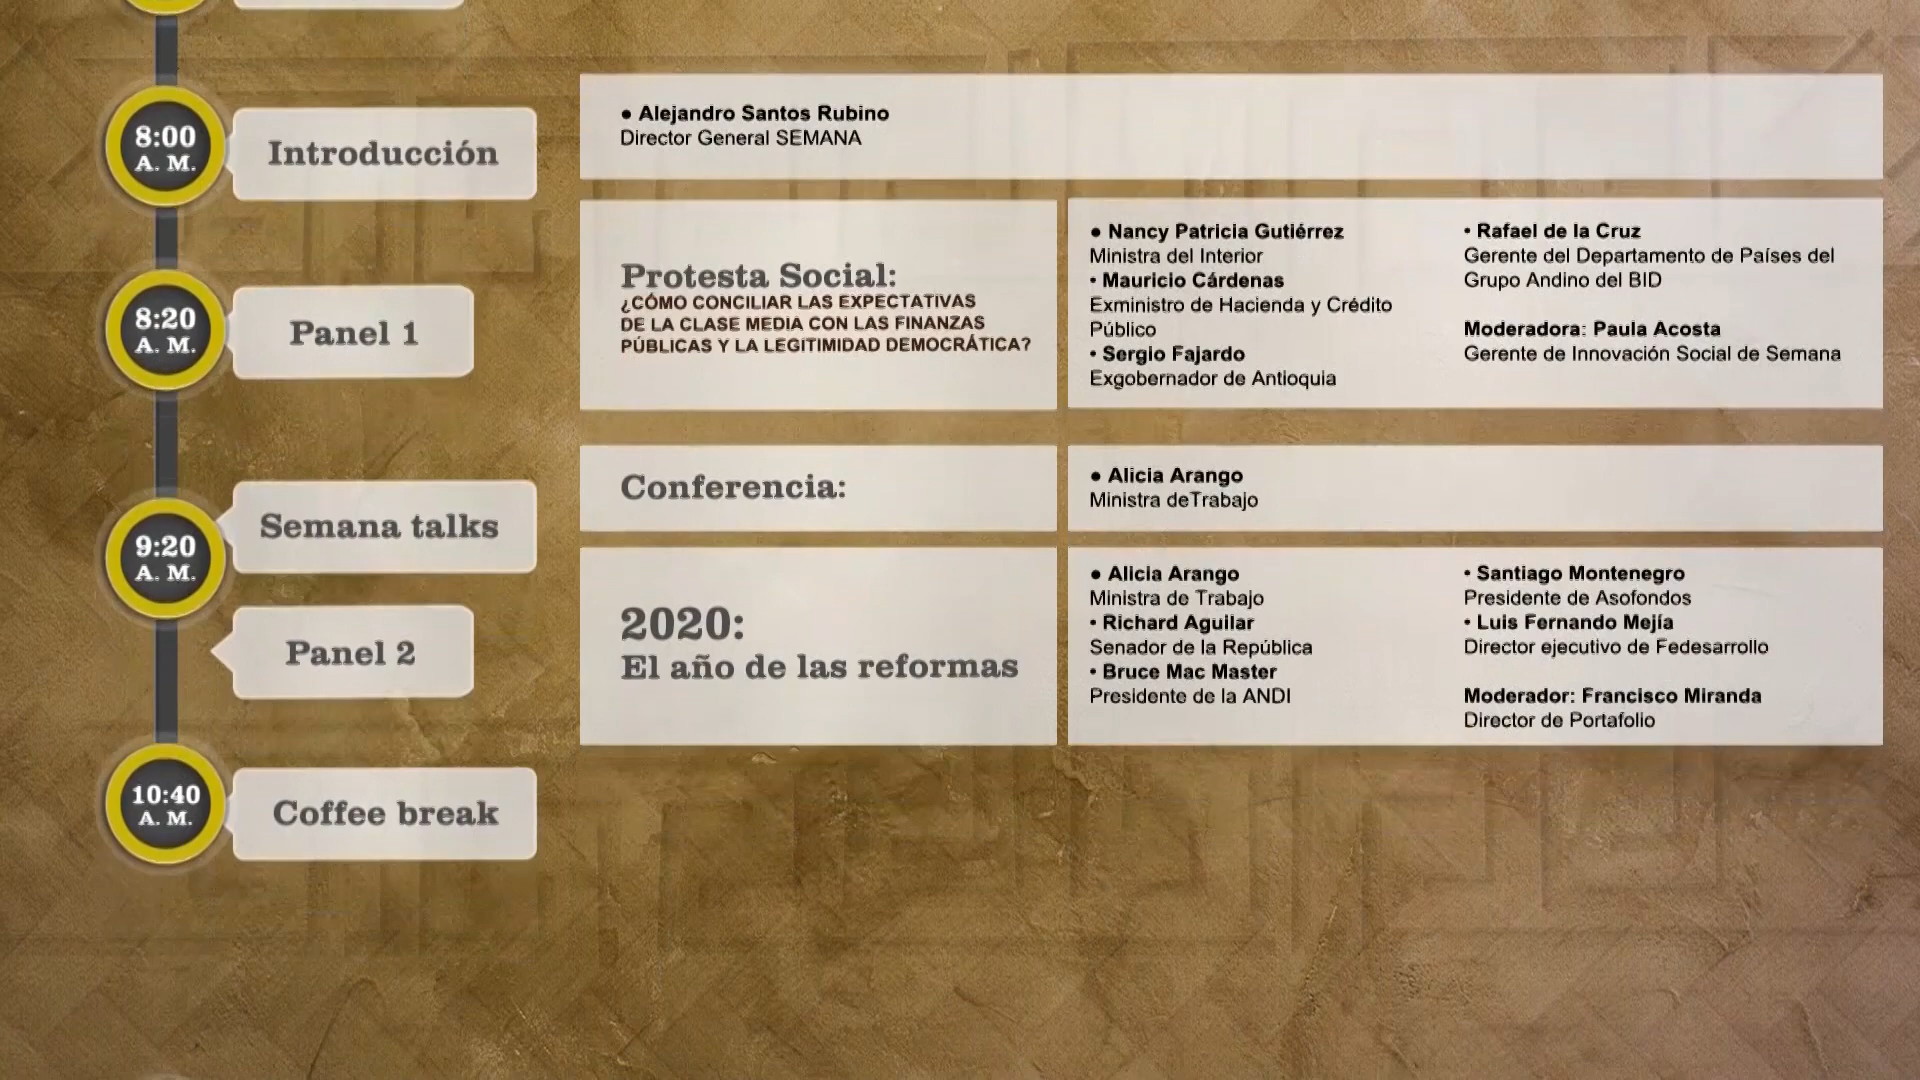 8:00
A. M.
Introducción
● Alejandro Santos Rubino
Director General SEMANA
8:20
A. M.
Panel 1
Protesta Social:
¿CÓMO CONCILIAR LAS EXPECTATIVAS
DE LA CLASE MEDIA CON LAS FINANZAS
PÚBLICAS Y LA LEGITIMIDAD DEMOCRÁTICA?
● Nancy Patricia Gutiérrez
Ministra del Interior
• Mauricio Cárdenas
Exministro de Hacienda y Crédito
Público
• Sergio Fajardo
Exgobernador de Antioquia
• Rafael de la Cruz
Gerente del Departamento de Países del
Grupo Andino del BID
Moderadora: Paula Acosta
Gerente de Innovación Social de Semana
9:20
A. M.
Semana talks
Conferencia:
● Alicia Arango
Ministra deTrabajo
Panel 2
2020:
El año de las reformas
● Alicia Arango
Ministra de Trabajo
• Richard Aguilar
Senador de la República
• Bruce Mac Master
Presidente de la ANDI
• Santiago Montenegro
Presidente de Asofondos
• Luis Fernando Mejía
Director ejecutivo de Fedesarrollo
Moderador: Francisco Miranda
Director de Portafolio
10:40
A. M.
Coffee break